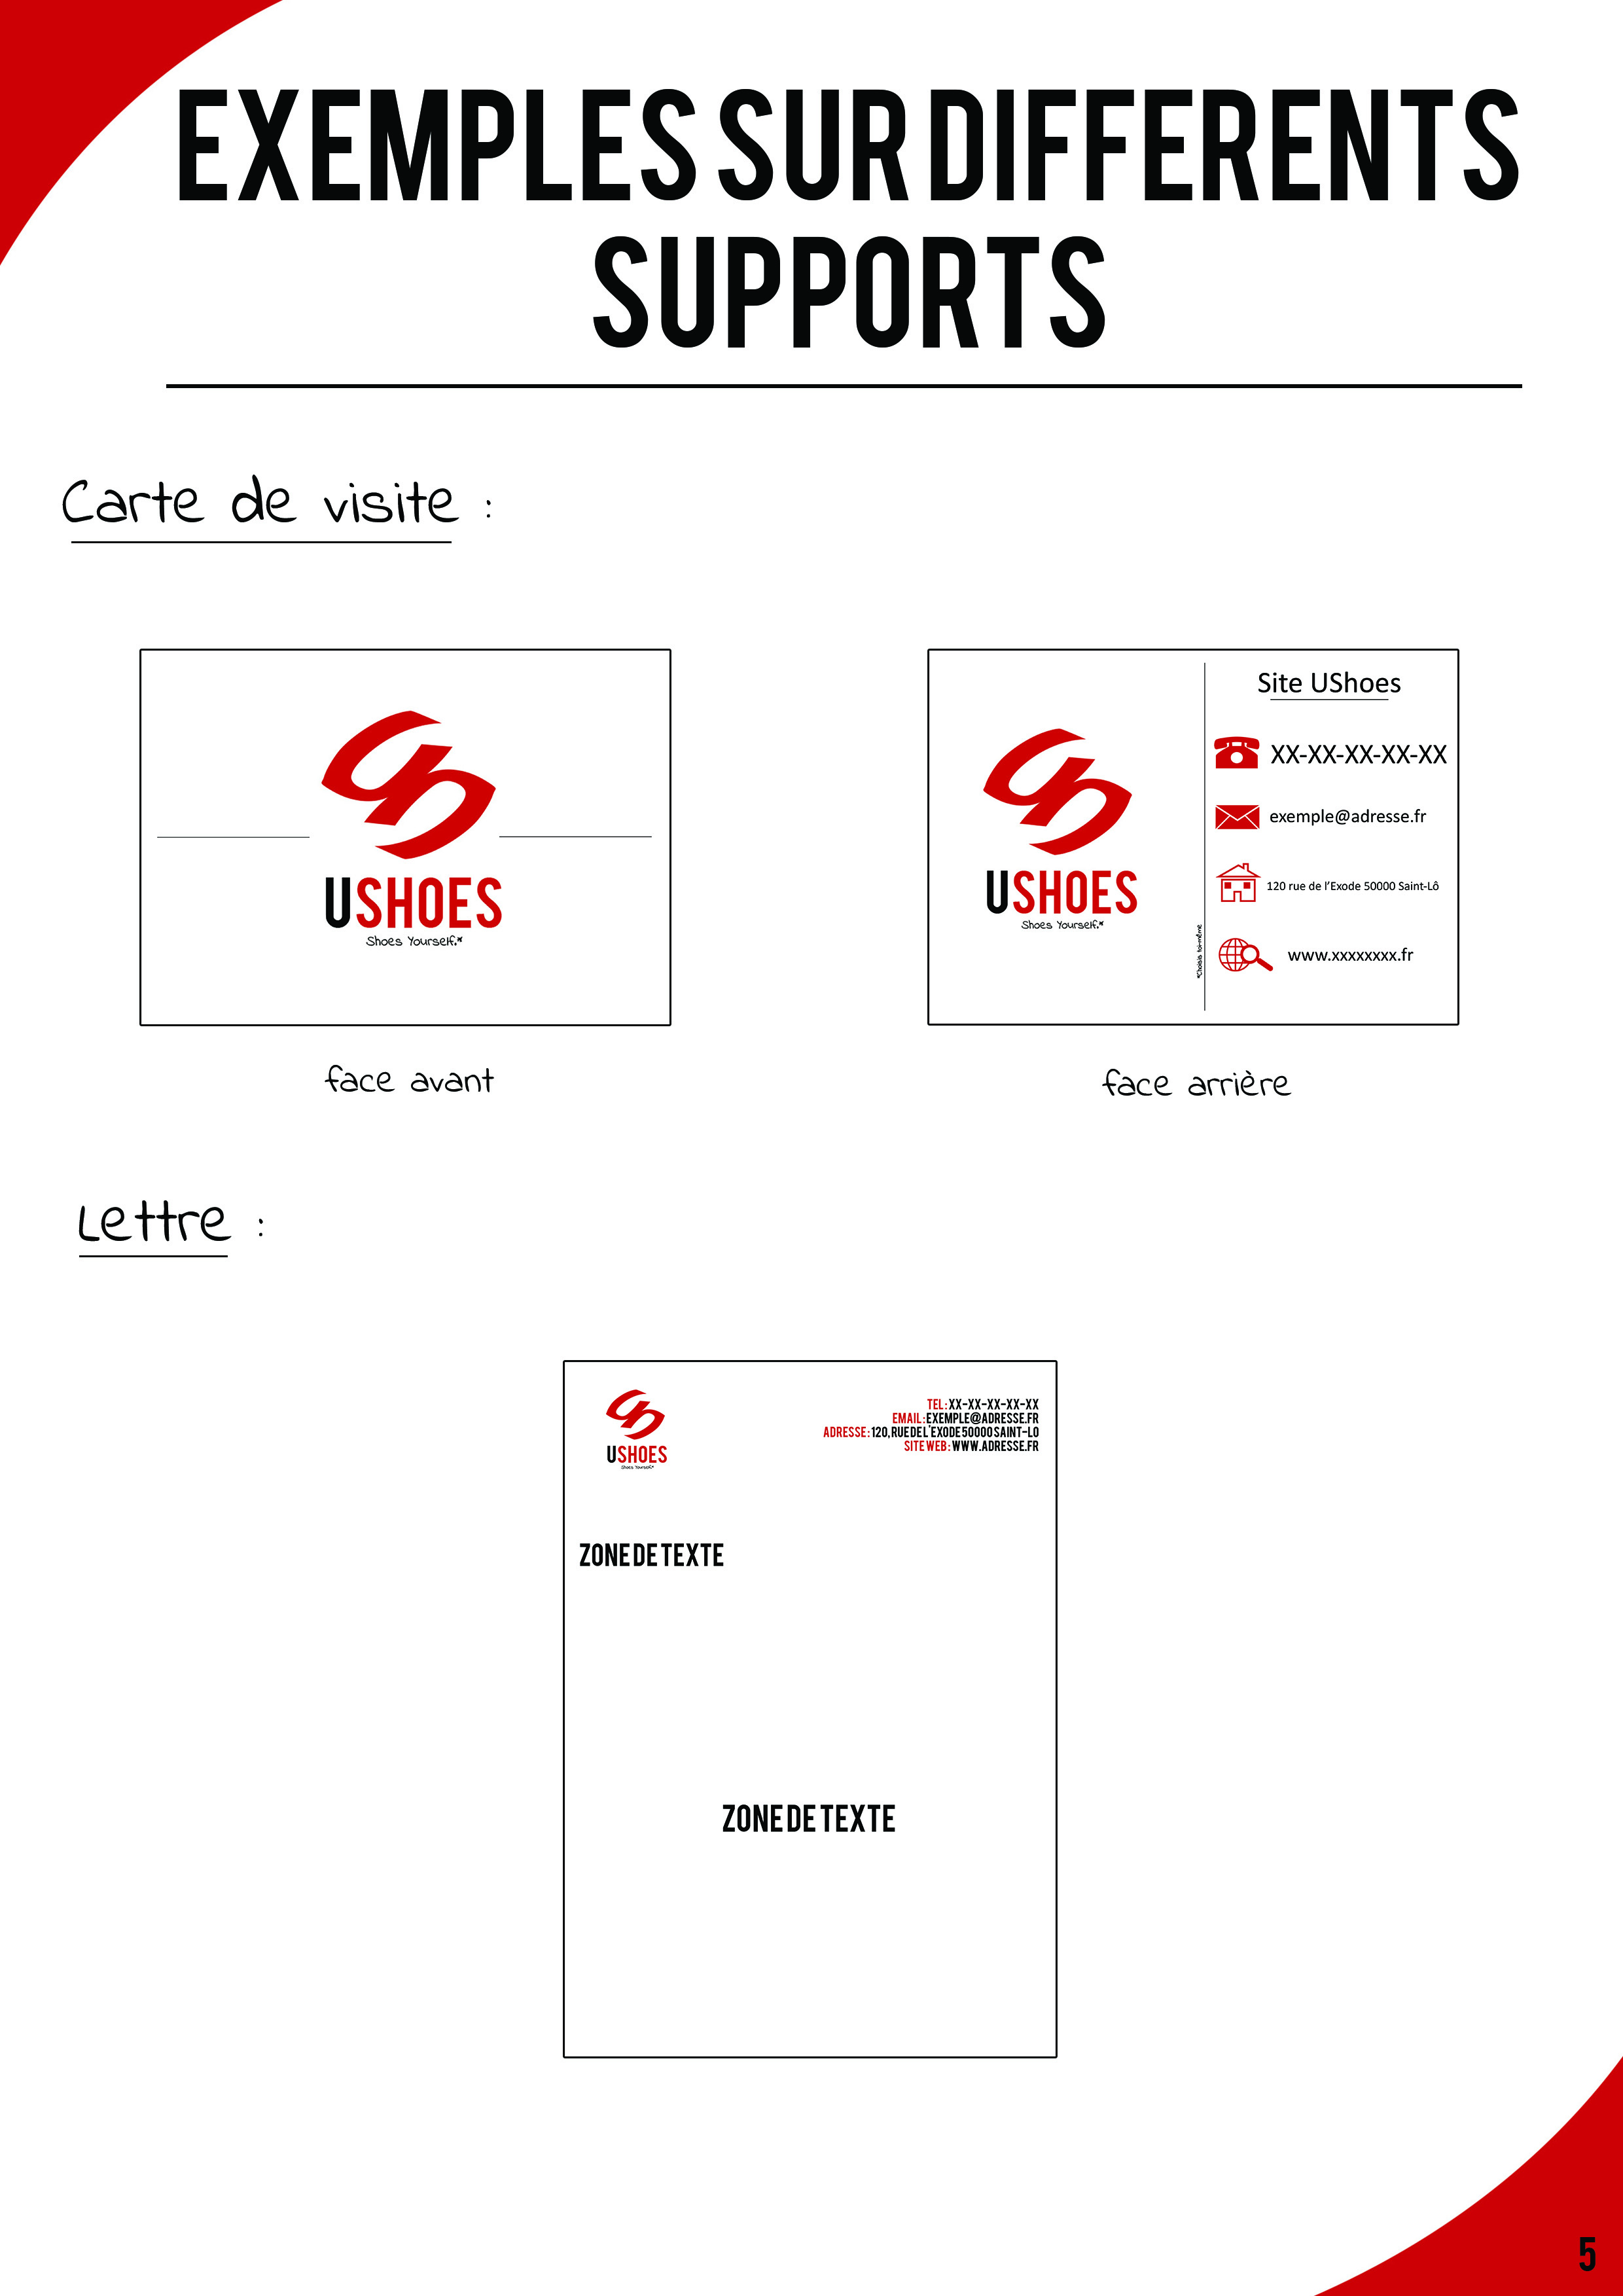 EXEMPLES SUR DIFFERENTS
SUPPORTS
Carte de visite :
USHOES
Shoes Yourself.*
face avant
USHOES
Shoes Yourself.*
*Choisis toi-même
Site UShoes
XX-XX-XX-XX-XX
exemple@adresse.fr
120 rue de l'Exode 50000 Saint-Lô
www.xxxxxxxx.fr
face arrière
Lettre :
USHOES
Shoes Yourself.*
TEL : XX-XX-XX-XX-XX
EMAIL : EXEMPLE@ADRESSE.FR
ADRESSE : 120, RUE DE L'EXODE 50000 SAINT-LO
SITE WEB : WWW.ADRESSE.FR
ZONE DE TEXTE
ZONE DE TEXTE
5